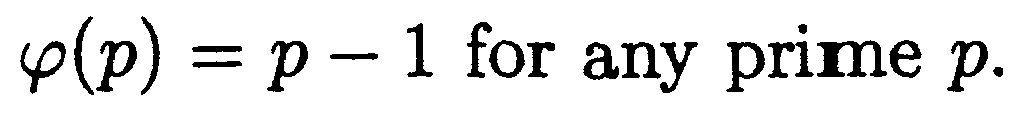 φ(p) = p − 1 for any prime p.